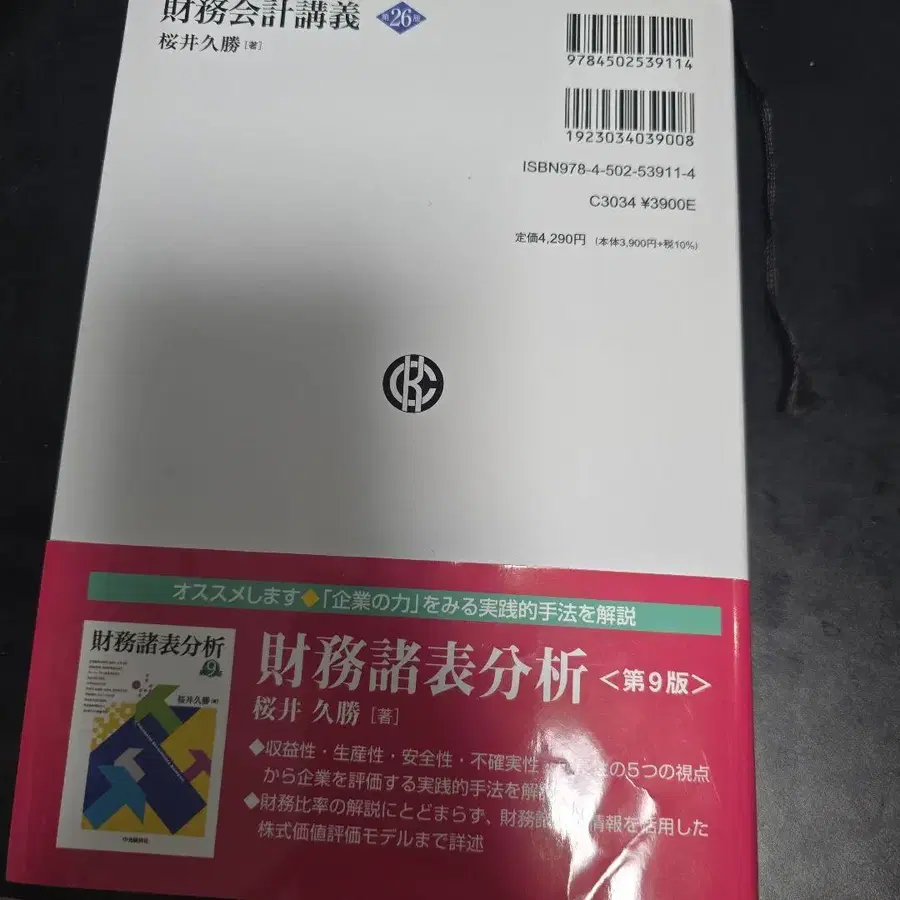 財務会計講義 第26版
桜井久勝[著]
9784502539114
1923034039008
ISBN978-4-502-53911-4
C3034 ¥3900E
定価4,290円 (本体3,900円+税10%)
オススメします◆「企業の力」をみる実践的手法を解説
財務諸表分析
桜井久勝[著]
中央経済社
財務諸表分析〈第9版〉
桜井 久勝[著]
◆収益性・生産性・安全性・不確実性 の5つの視点
から企業を評価する実践的手法を解
◆財務比率の解説にとどまらず、財務 情報を活用した
株式価値評価モデルまで詳述